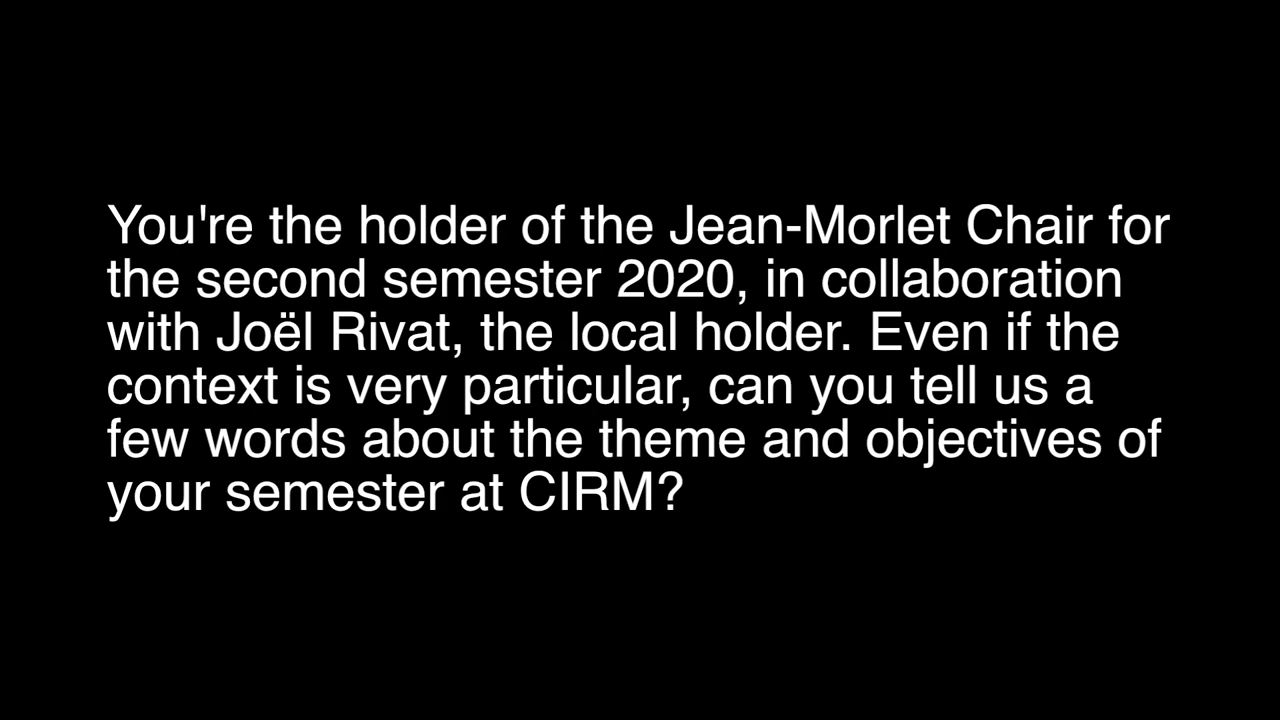 You're the holder of the Jean-Morlet Chair for
the second semester 2020, in collaboration
with Joël Rivat, the local holder. Even if the
context is very particular, can you tell us a
few words about the theme and objectives of
your semester at CIRM?